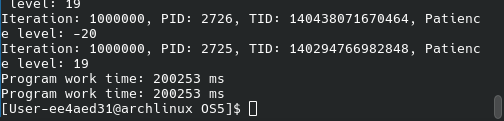 level: 19
Iteration: 1000000, PID: 2726, TID: 140438071670464, Patienc
e level: -20
Iteration: 1000000, PID: 2725, TID: 140294766982848, Patienc
e level: 19
Program work time: 200253 ms
Program work time: 200253 ms
[User-ee4aed31@archlinux OS5]$